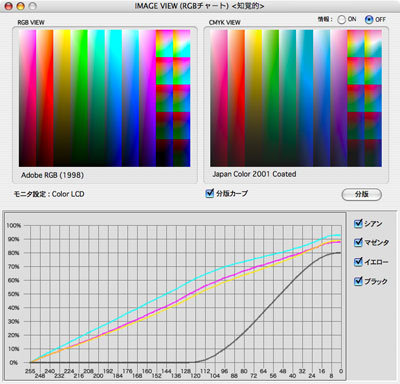 IMAGE VIEW (RGBチャート) <知覚的>
RGB VIEW
CMYK VIEW
情報: ON OFF
Adobe RGB (1998)
Japan Color 2001 Coated
モニタ設定 : Color LCD
分版カーブ
分版
100%
90%
80%
70%
60%
50%
40%
30%
20%
10%
0%
シアン
マゼンタ
イエロー
ブラック
255 240 224 208 192 176 160 144 128 112 96 80 64 48 32 16 0
248 232 216 200 184 168 152 136 120 104 88 72 56 40 24 8